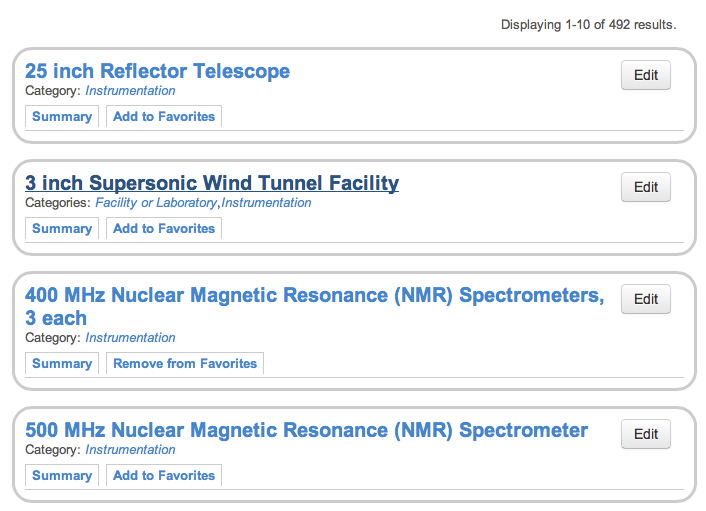 Displaying 1-10 of 492 results.
25 inch Reflector Telescope
Edit
Category: Instrumentation
Summary Add to Favorites
3 inch Supersonic Wind Tunnel Facility
Edit
Categories: Facility or Laboratory,Instrumentation
Summary Add to Favorites
400 MHz Nuclear Magnetic Resonance (NMR) Spectrometers,
3 each
Edit
Category: Instrumentation
Summary Remove from Favorites
500 MHz Nuclear Magnetic Resonance (NMR) Spectrometer
Edit
Category: Instrumentation
Summary Add to Favorites